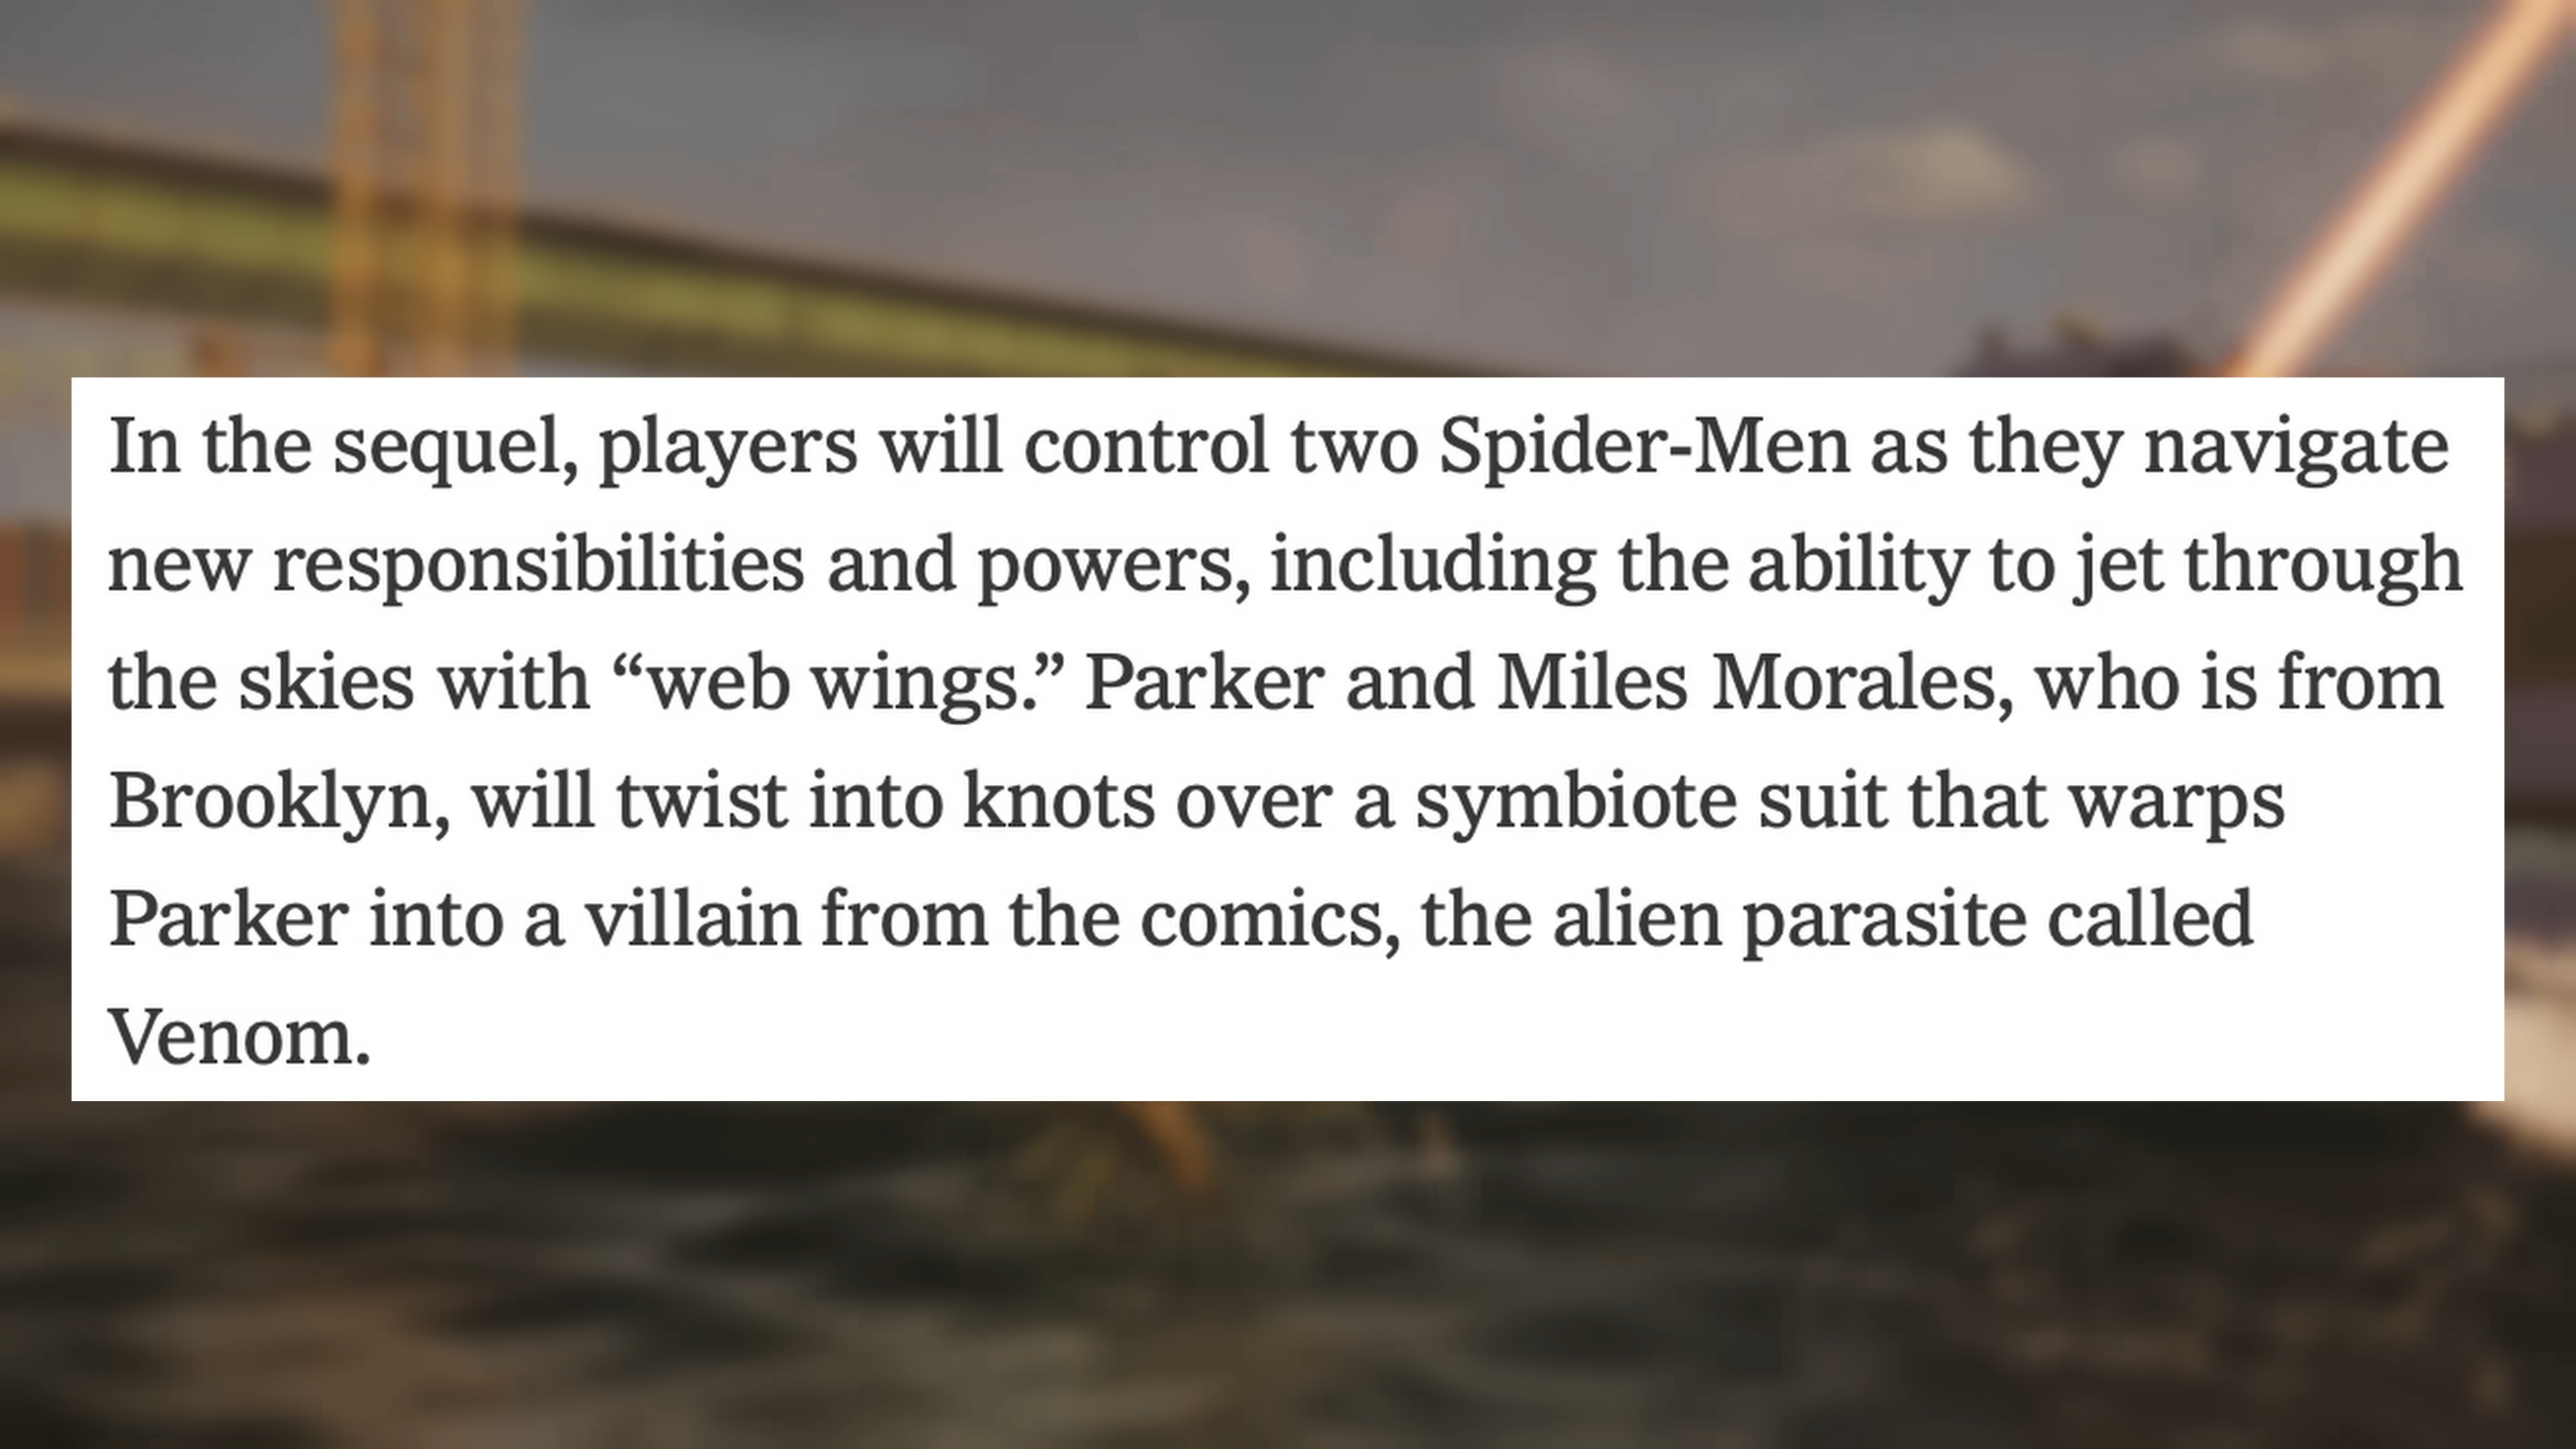 In the sequel, players will control two Spider-Men as they navigate
new responsibilities and powers, including the ability to jet through
the skies with “web wings.” Parker and Miles Morales, who is from
Brooklyn, will twist into knots over a symbiote suit that warps
Parker into a villain from the comics, the alien parasite called
Venom.